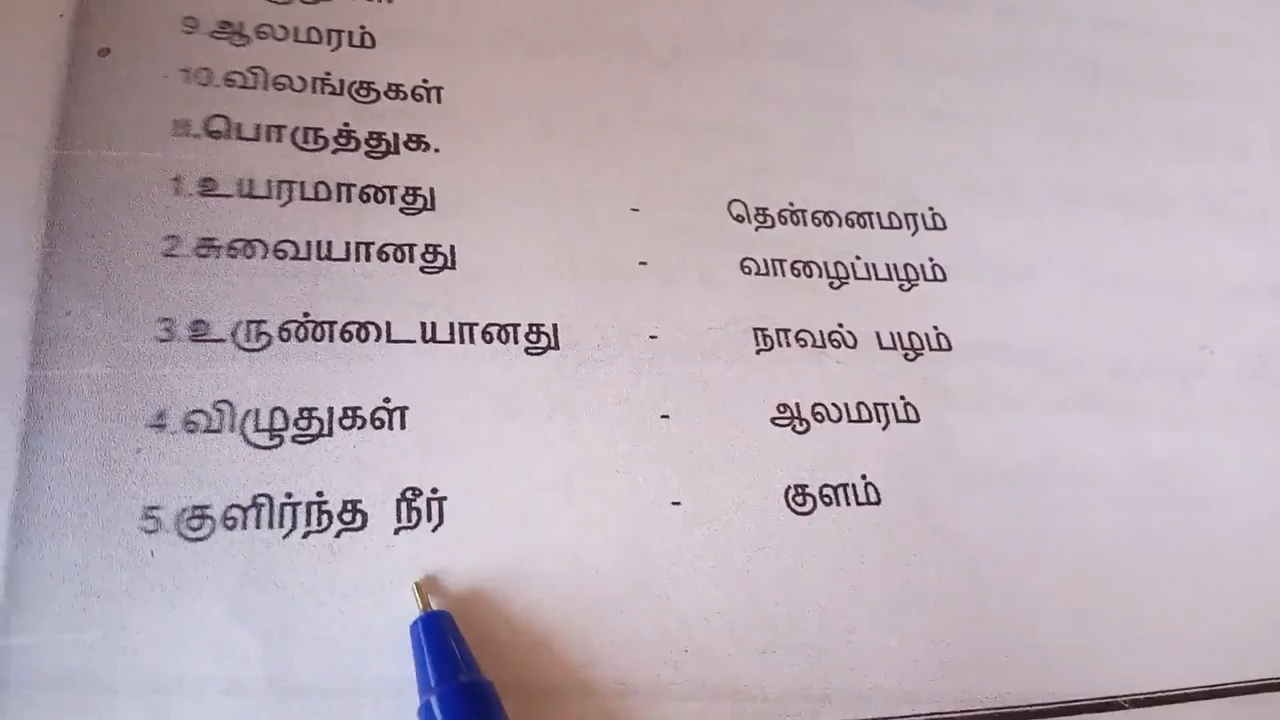 9.ஆலமரம்
10.விலங்குகள்
II.பொருத்துக.
1.உயரமானது - தென்னைமரம்
2.சுவையானது - வாழைப்பழம்
3.உருண்டையானது - நாவல் பழம்
4.விழுதுகள் - ஆலமரம்
5.குளிர்ந்த நீர் - குளம்